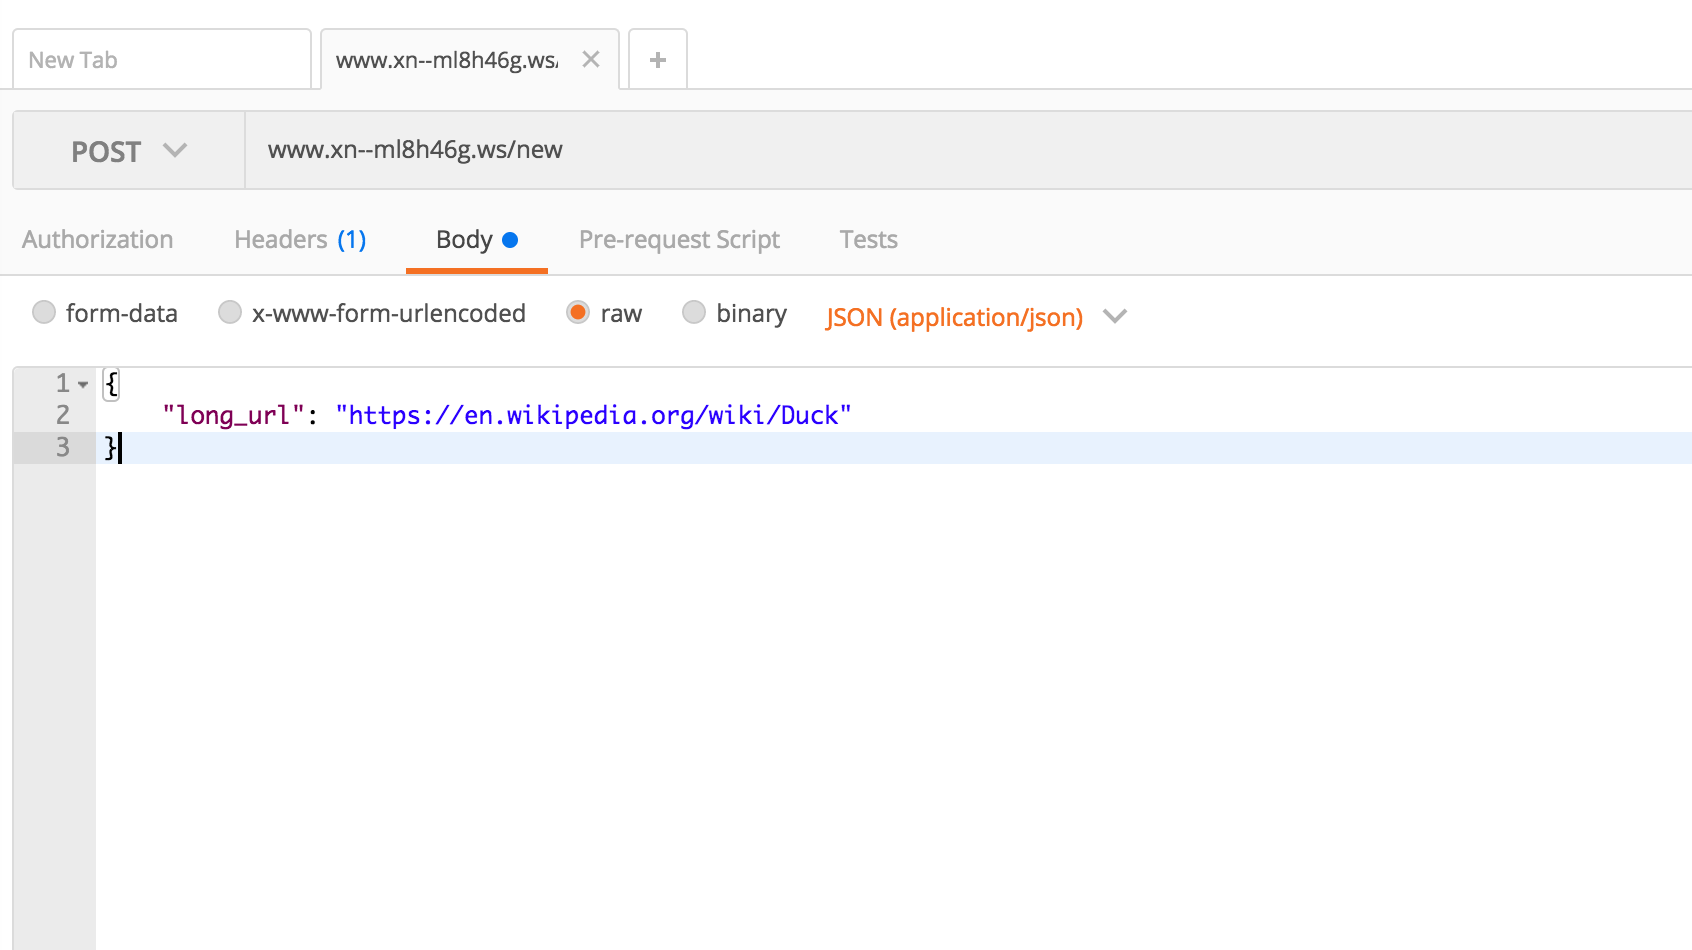 New Tab
www.xn--ml8h46g.ws/
+
POST
www.xn--ml8h46g.ws/new
Authorization Headers (1) Body Pre-request Script Tests
form-data x-www-form-urlencoded raw binary JSON (application/json)
1 {
2 "long_url": "https://en.wikipedia.org/wiki/Duck"
3 }